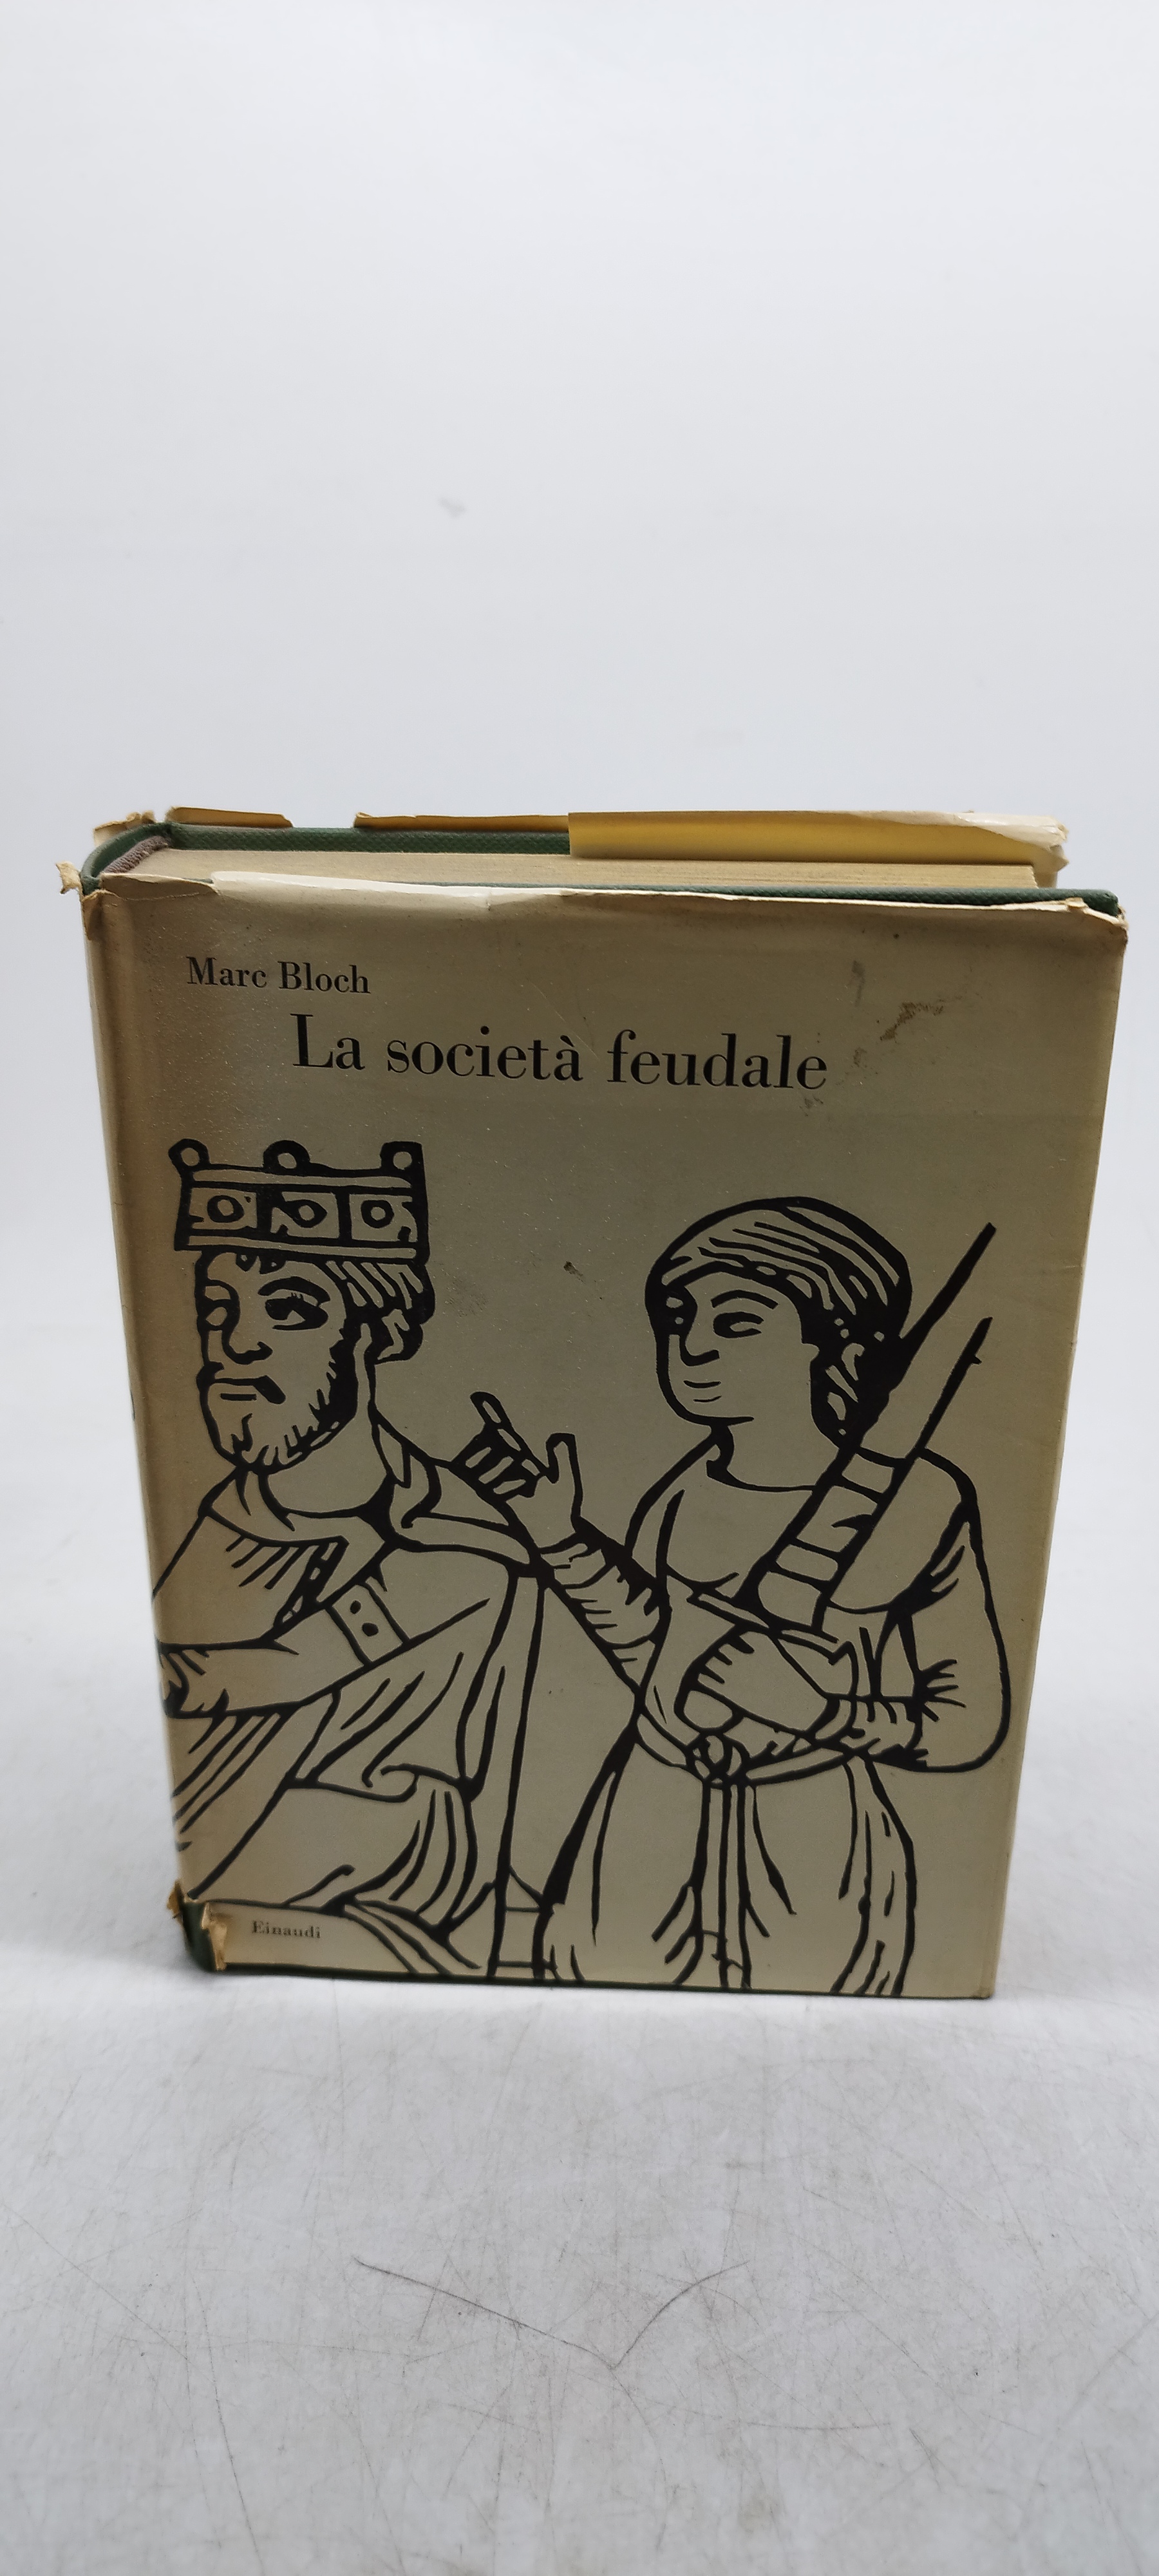 Marc Bloch
La società feudale
Einaudi